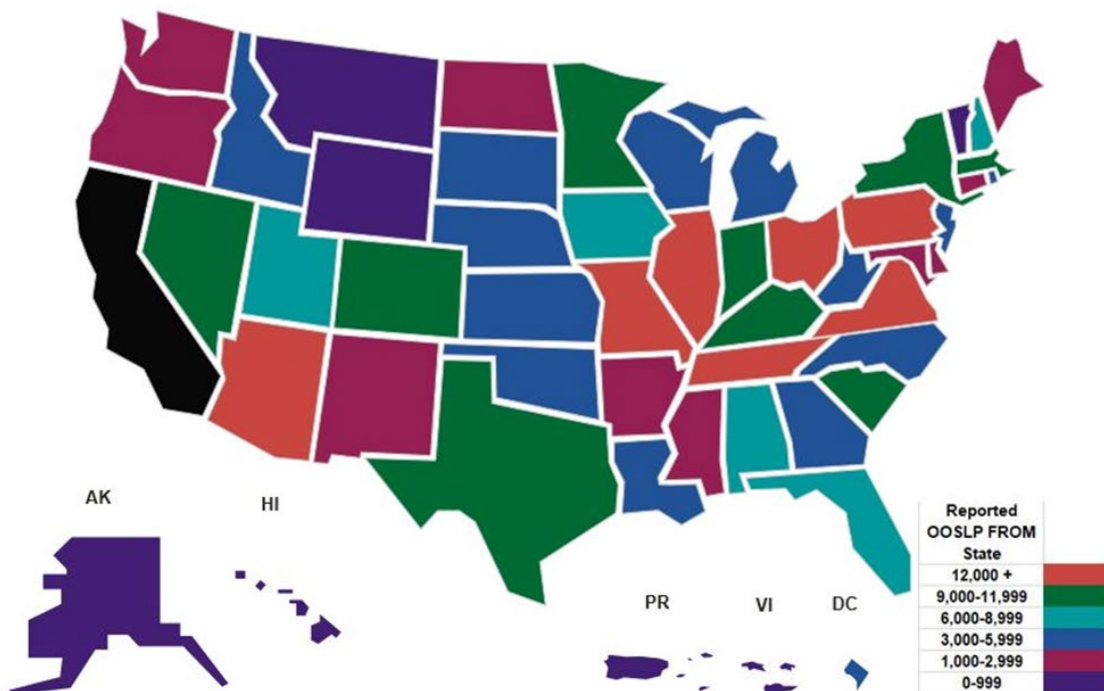 AK
HI
PR
VI
DC
Reported
OOSLP FROM
State
12,000 +
9,000-11,999
6,000-8,999
3,000-5,999
1,000-2,999
0-999